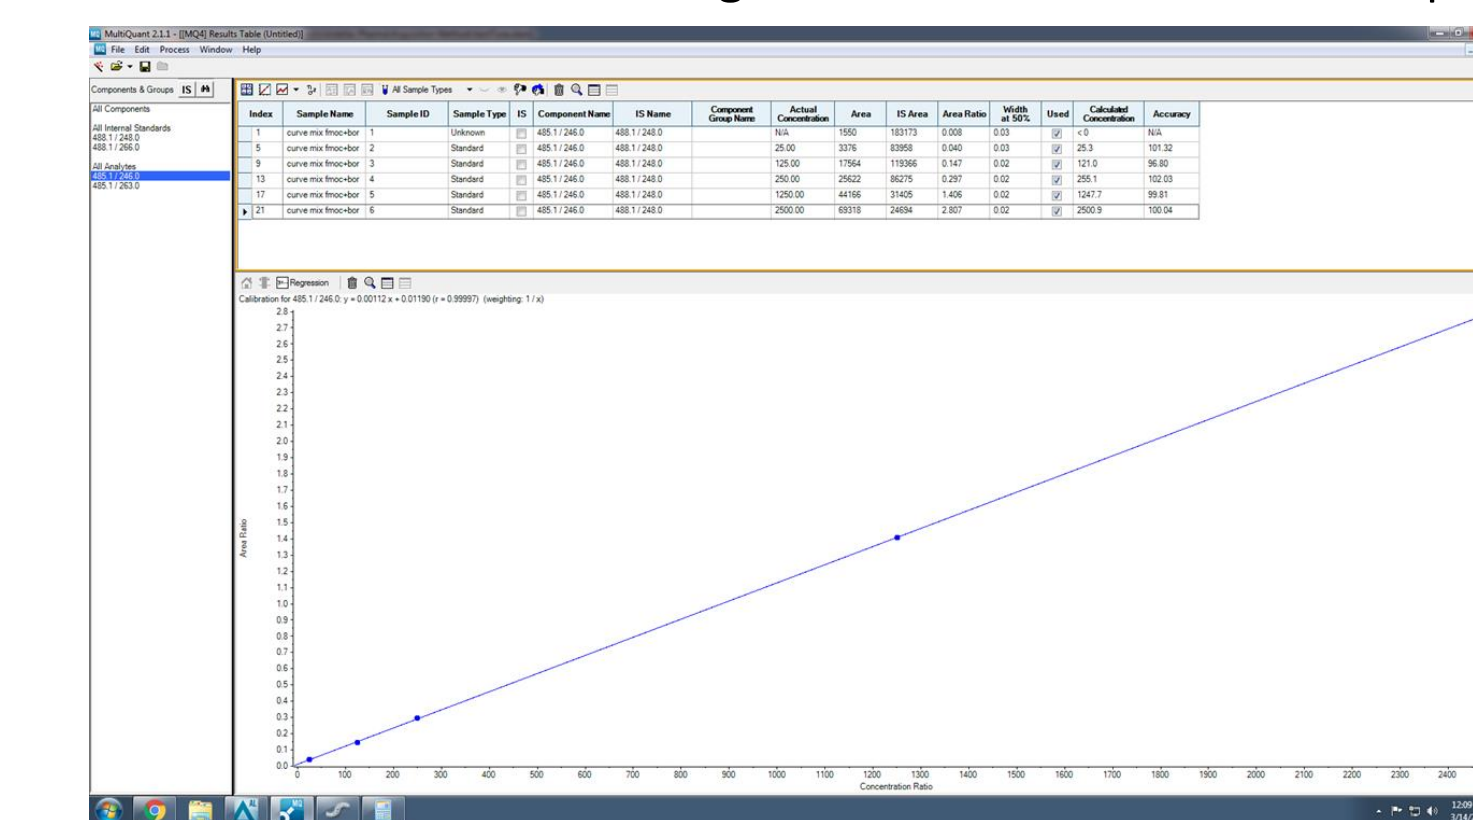 MultiQuant 2.1.1 - [[MQ4] Results Table (Untitled)]
File Edit Process Window Help
Components & Groups IS
All Sample Types
All Components
All Internal Standards
488.1 / 248.0
488.1 / 266.0
All Analytes
485.1 / 246.0
485.1 / 263.0
Index Sample Name Sample ID Sample Type IS Component Name IS Name Component Group Name Actual Concentration Area IS Area Area Ratio Width at 50% Used Calculated Concentration Accuracy
1 curve mix fmoc+bor 1 Unknown 485.1 / 246.0 488.1 / 248.0 N/A 1550 183173 0.008 0.03 < 0 N/A
5 curve mix fmoc+bor 2 Standard 485.1 / 246.0 488.1 / 248.0 25.00 3376 83958 0.040 0.03 25.3 101.32
9 curve mix fmoc+bor 3 Standard 485.1 / 246.0 488.1 / 248.0 125.00 17564 119366 0.147 0.02 121.0 96.80
13 curve mix fmoc+bor 4 Standard 485.1 / 246.0 488.1 / 248.0 250.00 25622 86275 0.297 0.02 255.1 102.03
17 curve mix fmoc+bor 5 Standard 485.1 / 246.0 488.1 / 248.0 1250.00 44166 31405 1.406 0.02 1247.7 99.81
21 curve mix fmoc+bor 6 Standard 485.1 / 246.0 488.1 / 248.0 2500.00 69318 24694 2.807 0.02 2500.9 100.04
Regression
Calibration for 485.1 / 246.0: y = 0.00112 x + 0.01190 (r = 0.99997) (weighting: 1 / x)
2.8
2.7
2.6
2.5
2.4
2.3
2.2
2.1
2.0
1.9
1.8
1.7
1.6
1.5
1.4
1.3
1.2
1.1
1.0
0.9
0.8
0.7
0.6
0.5
0.4
0.3
0.2
0.1
0.0
Area Ratio
0 100 200 300 400 500 600 700 800 900 1000 1100 1200 1300 1400 1500 1600 1700 1800 1900 2000 2100 2200 2300 2400
Concentration Ratio
12:09
3/14/